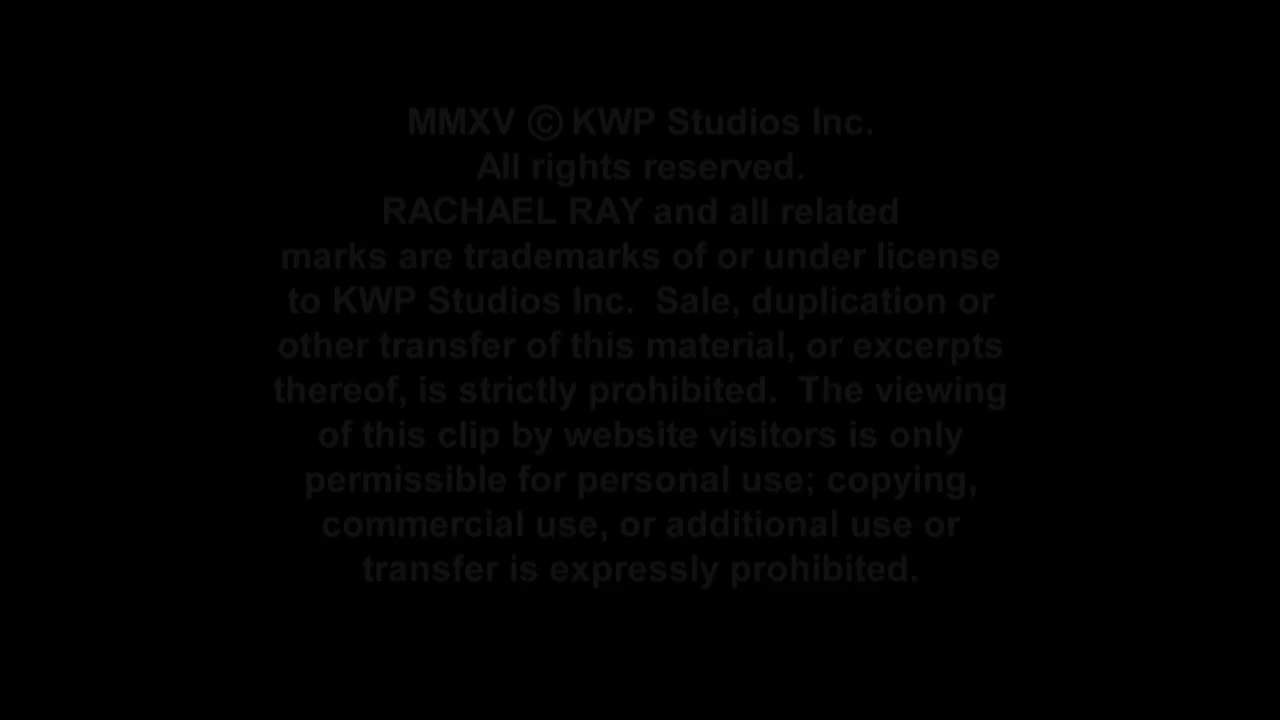 MMXV © KWP Studios Inc.
All rights reserved.
RACHAEL RAY and all related
marks are trademarks of or under license
to KWP Studios Inc.  Sale, duplication or
other transfer of this material, or excerpts
thereof, is strictly prohibited.  The viewing
of this clip by website visitors is only
permissible for personal use; copying,
commercial use, or additional use or
transfer is expressly prohibited.